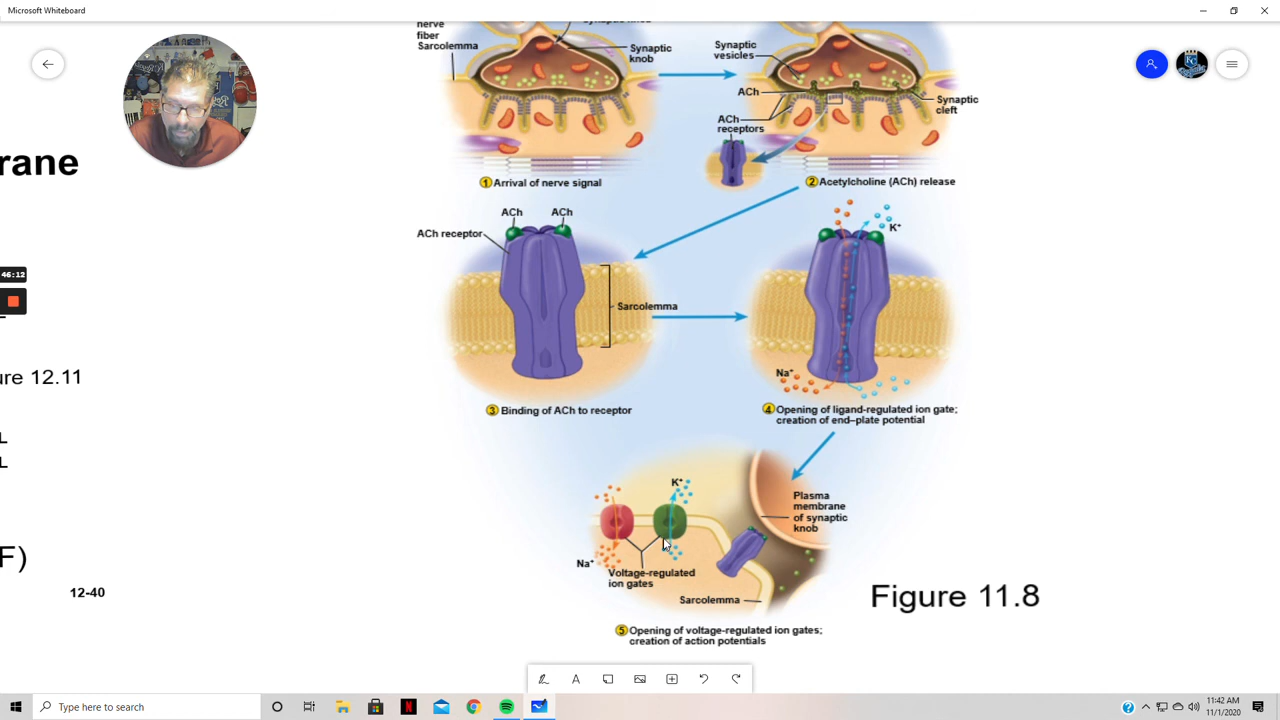 Microsoft Whiteboard
nerve
fiber
Sarcolemma
Synaptic
knob
Synaptic
vesicles
ACh
ACh
receptors
Synaptic
cleft
1 Arrival of nerve signal
2 Acetylcholine (ACh) release
rane
ACh
ACh
ACh receptor
Sarcolemma
K+
Na+
46:12
ure 12.11
3 Binding of ACh to receptor
4 Opening of ligand-regulated ion gate;
creation of end–plate potential
L
L
K+
Na+
Voltage-regulated
ion gates
Sarcolemma
Plasma
membrane
of synaptic
knob
F)
12-40
Figure 11.8
5 Opening of voltage-regulated ion gates;
creation of action potentials
Type here to search
11:42 AM
11/1/2020